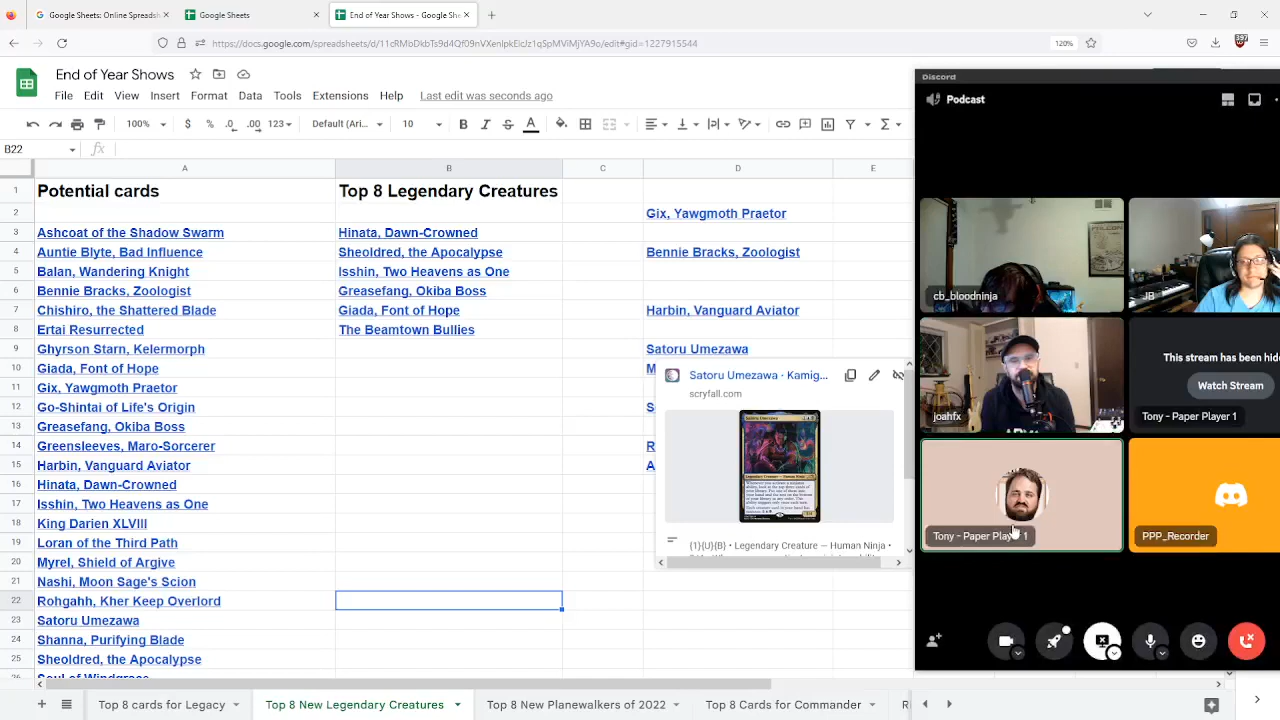 Google Sheets: Online Spreadsh
Google Sheets
End of Year Shows - Google She
https://docs.google.com/spreadsheets/d/11cRMbDkbTs9d4QfO9nVXenIpkEIcJz1qSpMViMjYA9o/edit#gid=1227915544
120%
End of Year Shows
File Edit View Insert Format Data Tools Extensions Help Last edit was seconds ago
100% $ % .0 .00 123 Default (Ari... 10 B I S A
B22 fx
A B C D E
1 Potential cards Top 8 Legendary Creatures
2 Gix, Yawgmoth Praetor
3 Ashcoat of the Shadow Swarm Hinata, Dawn-Crowned
4 Auntie Blyte, Bad Influence Sheoldred, the Apocalypse Bennie Bracks, Zoologist
5 Balan, Wandering Knight Isshin, Two Heavens as One
6 Bennie Bracks, Zoologist Greasefang, Okiba Boss
7 Chishiro, the Shattered Blade Giada, Font of Hope Harbin, Vanguard Aviator
8 Ertai Resurrected The Beamtown Bullies
9 Ghyrson Starn, Kelermorph Satoru Umezawa
10 Giada, Font of Hope M
11 Gix, Yawgmoth Praetor
12 Go-Shintai of Life's Origin S
13 Greasefang, Okiba Boss
14 Greensleeves, Maro-Sorcerer R
15 Harbin, Vanguard Aviator A
16 Hinata, Dawn-Crowned
17 Isshin, Two Heavens as One
18 King Darien XLVIII
19 Loran of the Third Path
20 Myrel, Shield of Argive
21 Nashi, Moon Sage's Scion
22 Rohgahh, Kher Keep Overlord
23 Satoru Umezawa
24 Shanna, Purifying Blade
25 Sheoldred, the Apocalypse
Soul of Windgrace
Satoru Umezawa · Kamig...
scryfall.com
{1}{U}{B} • Legendary Creature — Human Ninja •
Top 8 cards for Legacy
Top 8 New Legendary Creatures
Top 8 New Planewalkers of 2022
Top 8 Cards for Commander
Discord
Podcast
cb_bloodninja
JB
joahfx
This stream has been hid
Watch Stream
Tony - Paper Player 1
Tony - Paper Player 1
PPP_Recorder